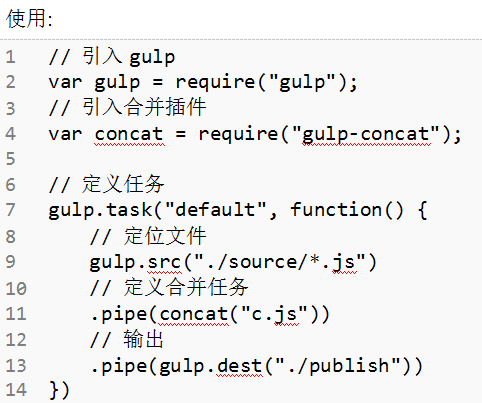 使用:
1 // 引入 gulp
2 var gulp = require("gulp");
3 // 引入合并插件
4 var concat = require("gulp-concat");
5
6 // 定义任务
7 gulp.task("default", function() {
8     // 定位文件
9     gulp.src("./source/*.js")
10     // 定义合并任务
11     .pipe(concat("c.js"))
12     // 输出
13     .pipe(gulp.dest("./publish"))
14 })